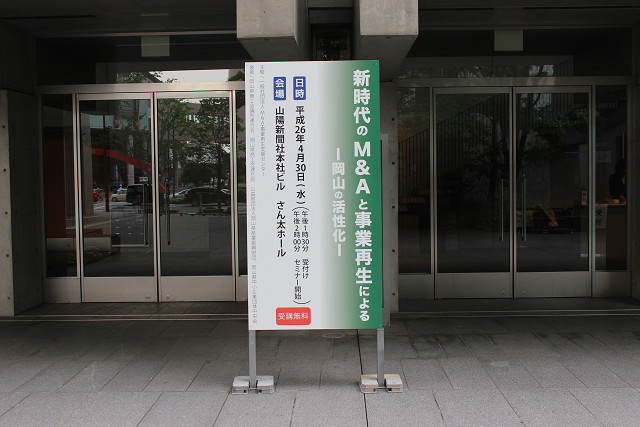 新時代のM&Aと事業再生による
ー岡山の活性化ー
日時 平成26年4月30日(水)(午後1時30分 受付け
午後2時00分 セミナー開始)
会場 山陽新聞社本社ビル さん太ホール
受講無料